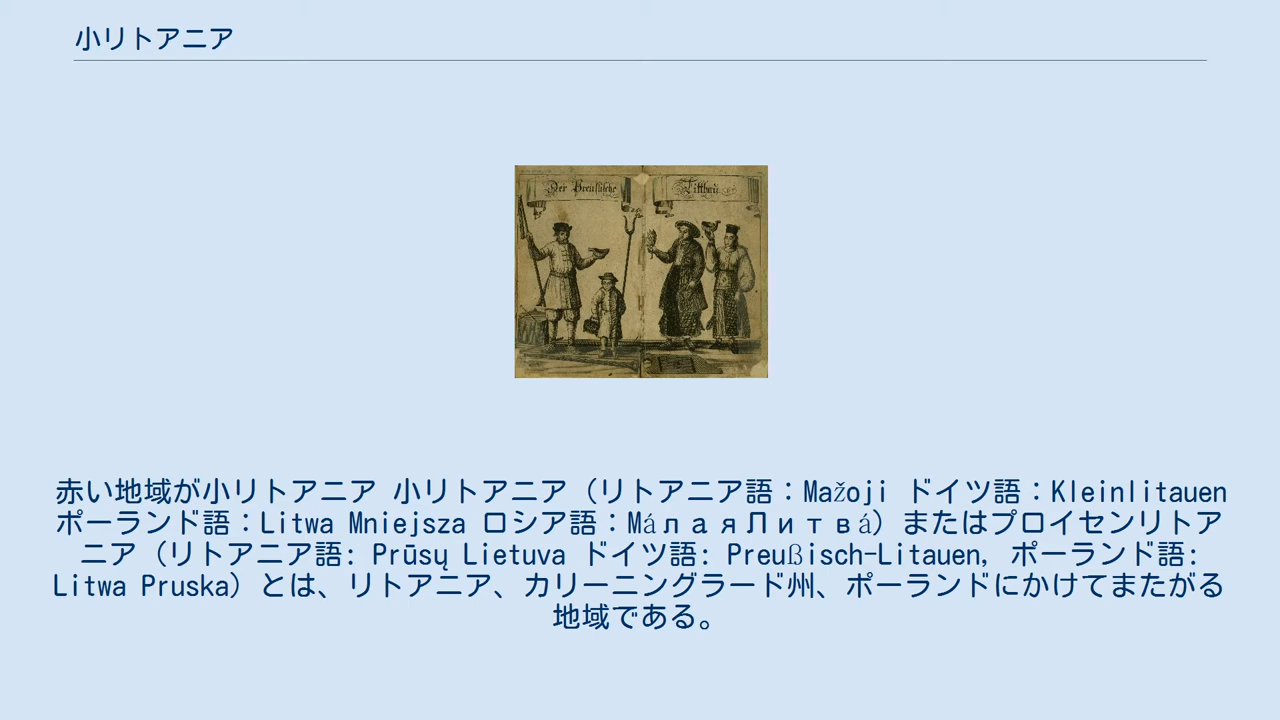 小リトアニア
Der Preussische
Litthau
赤い地域が小リトアニア 小リトアニア（リトアニア語：Mažoji ドイツ語：Kleinlitauen
ポーランド語：Litwa Mniejsza ロシア語：MáлаяЛитвá）またはプロイセンリトア
ニア（リトアニア語: Prūsų Lietuva ドイツ語: Preußisch-Litauen, ポーランド語:
Litwa Pruska）とは、リトアニア、カリーニングラード州、ポーランドにかけてまたがる
地域である。